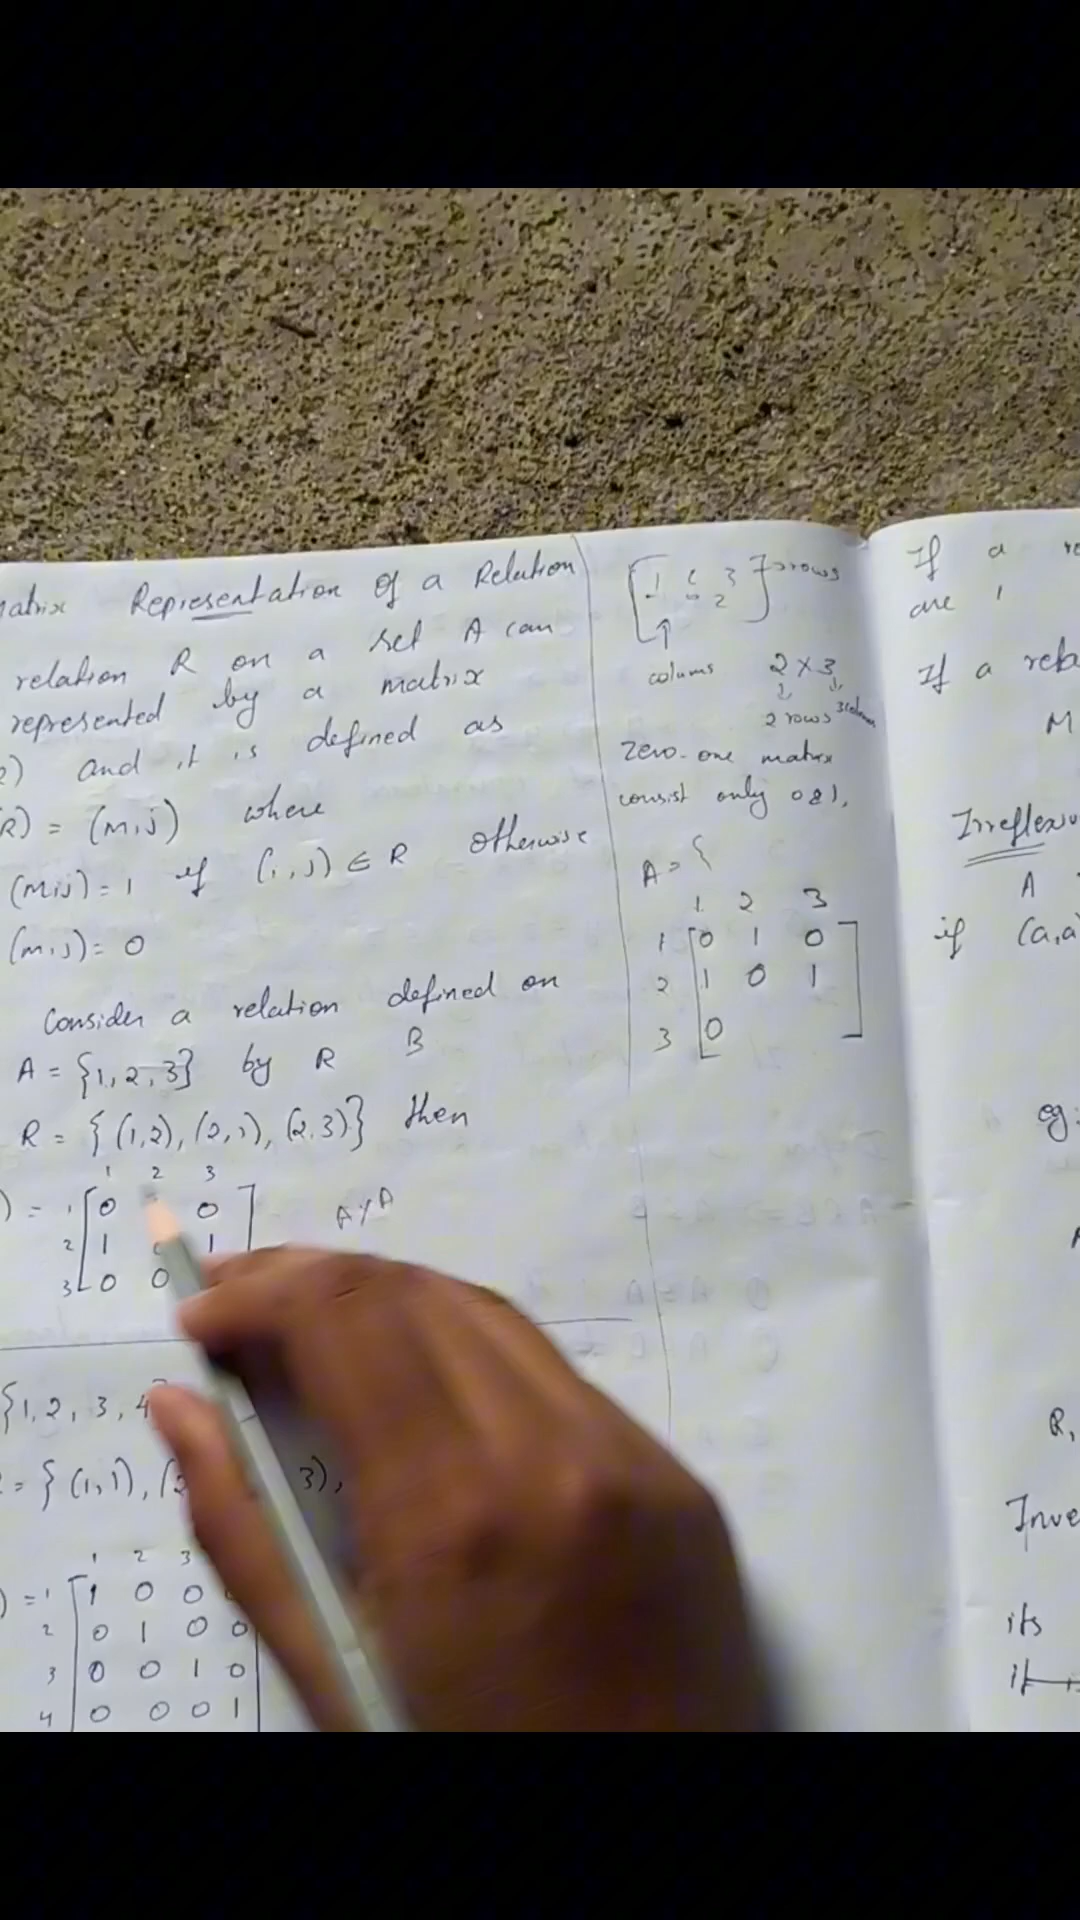 Matrix Representation of a Relation
relation R on a set A can
represented by a matrix
and it is defined as
R) = (mij) where
(mij) = 1 if (i, j) ∈ R otherwise
(mij) = 0
Consider a relation defined on
A = {1, 2, 3} by R B
R = { (1,2), (2,1), (2,3)} then
1 2 3
) = 1 [ 0 0 ]
2 1 1
3 0 0
A × A
{1, 2, 3, 4
= { (1,1), (2 3),
1 2 3
) = 1 1 0 0
2 0 1 0 0
3 0 0 1 0
4 0 0 0 1
1 3 rows
2
colums 2 × 3
2 rows
Zero-one matrix
consist only 0 & 1,
A = {
1 2 3
1 [ 0 1 0 ]
2 1 0 1
3 0
If a re
are 1
If a rela
M
Irreflexiv
A
if (a,a
eg:
R,
Inve
its
if